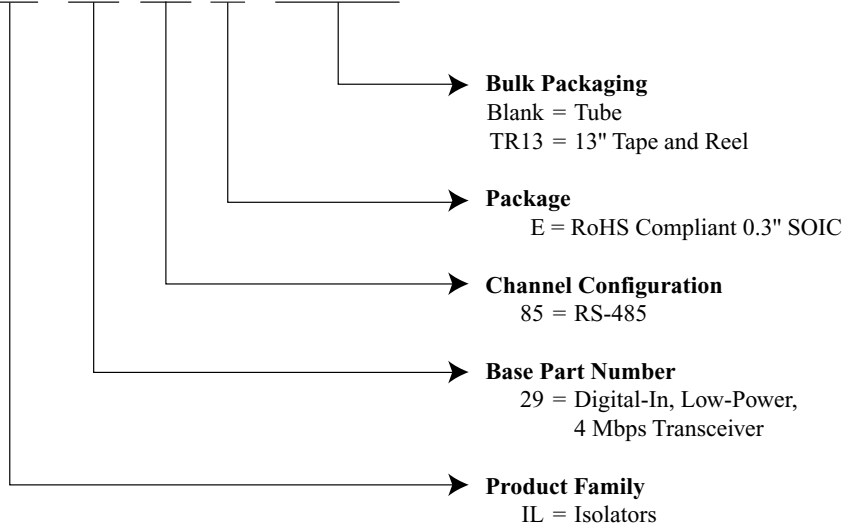 Bulk Packaging
Blank = Tube
TR13 = 13" Tape and Reel
Package
E = RoHS Compliant 0.3" SOIC
Channel Configuration
85 = RS-485
Base Part Number
29 = Digital-In, Low-Power,
4 Mbps Transceiver
Product Family
IL = Isolators